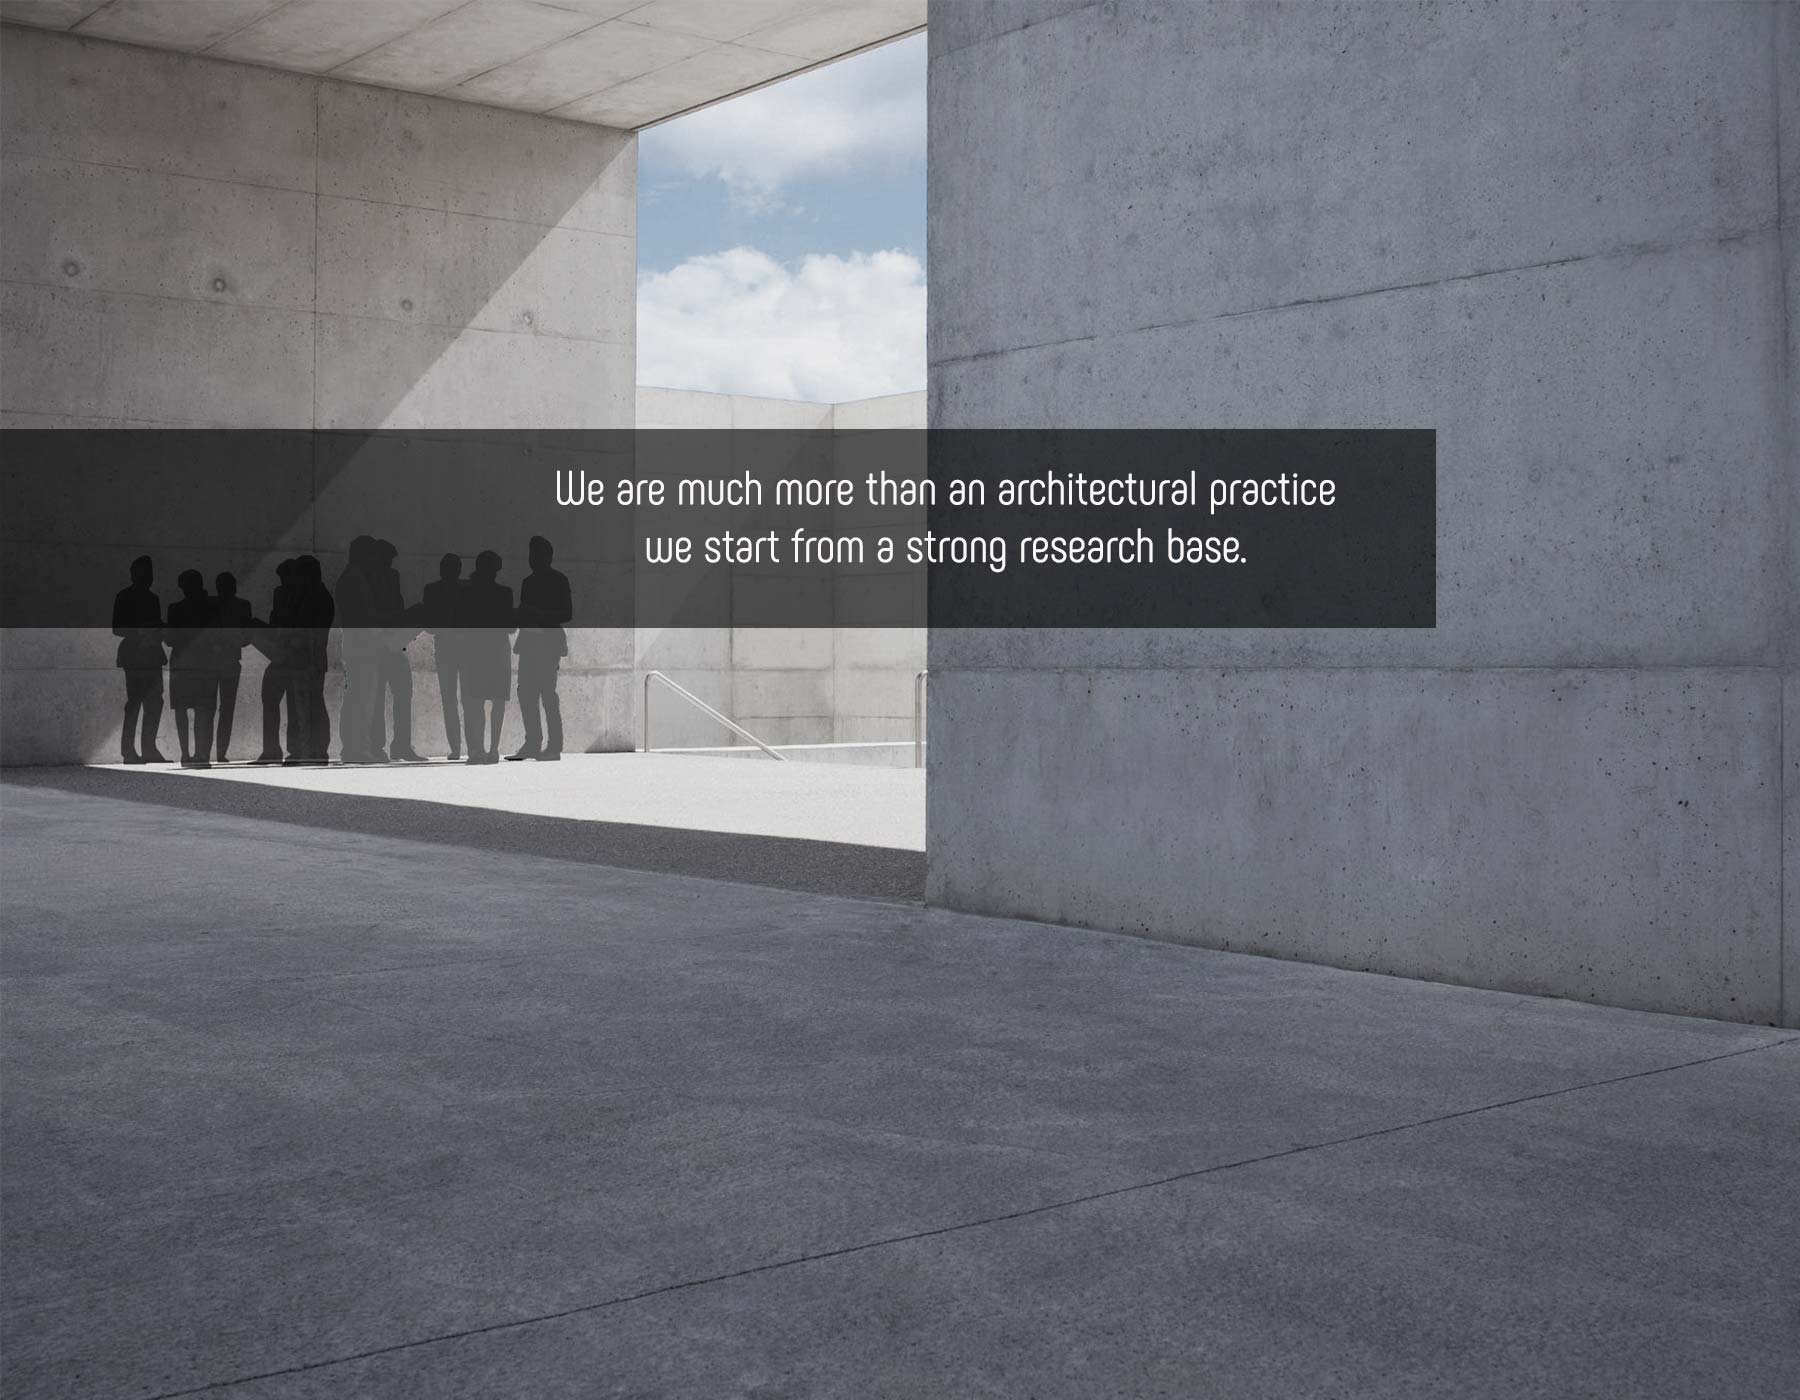 We are much more than an architectural practice
we start from a strong research base.